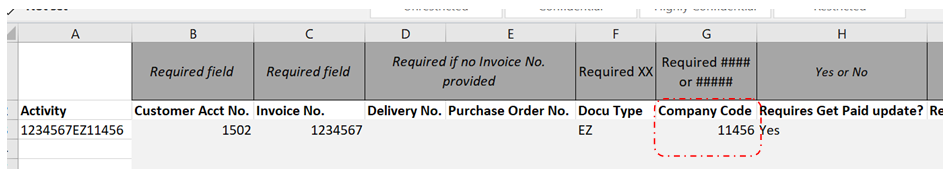 A B C D E F G H
Required field Required field Required if no Invoice No. provided Required XX Required #### or ##### Yes or No
Activity Customer Acct No. Invoice No. Delivery No. Purchase Order No. Docu Type Company Code Requires Get Paid update?
1234567EZ11456 1502 1234567 EZ 11456 Yes